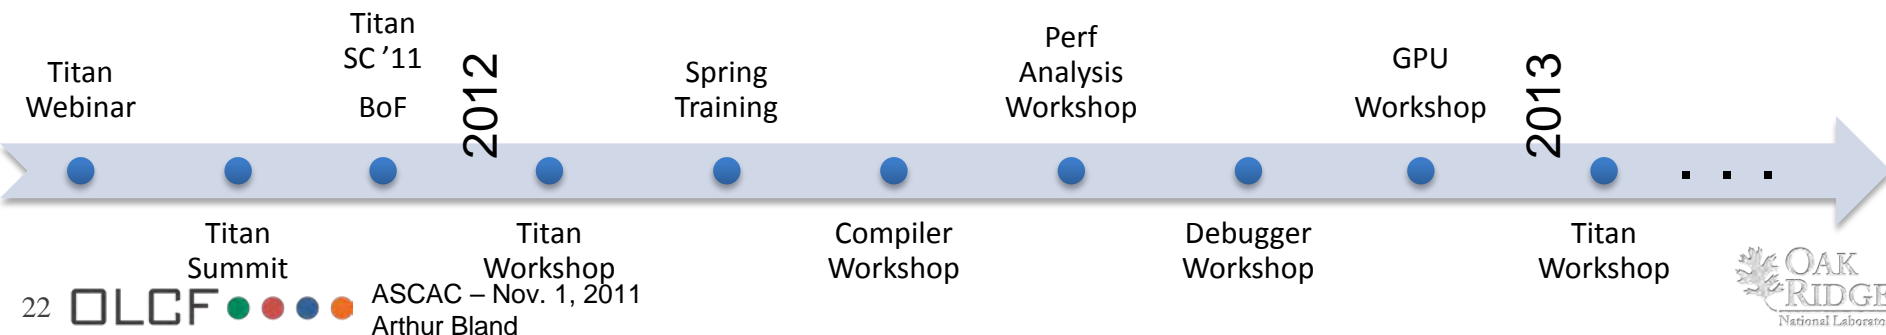 Titan
Webinar
Titan
SC ’11
BoF
2012
Spring
Training
Perf
Analysis
Workshop
GPU
Workshop
2013
. . .
Titan
Summit
Titan
Workshop
Compiler
Workshop
Debugger
Workshop
Titan
Workshop
22
OLCF
ASCAC – Nov. 1, 2011
Arthur Bland
OAK
RIDGE
National Laborato